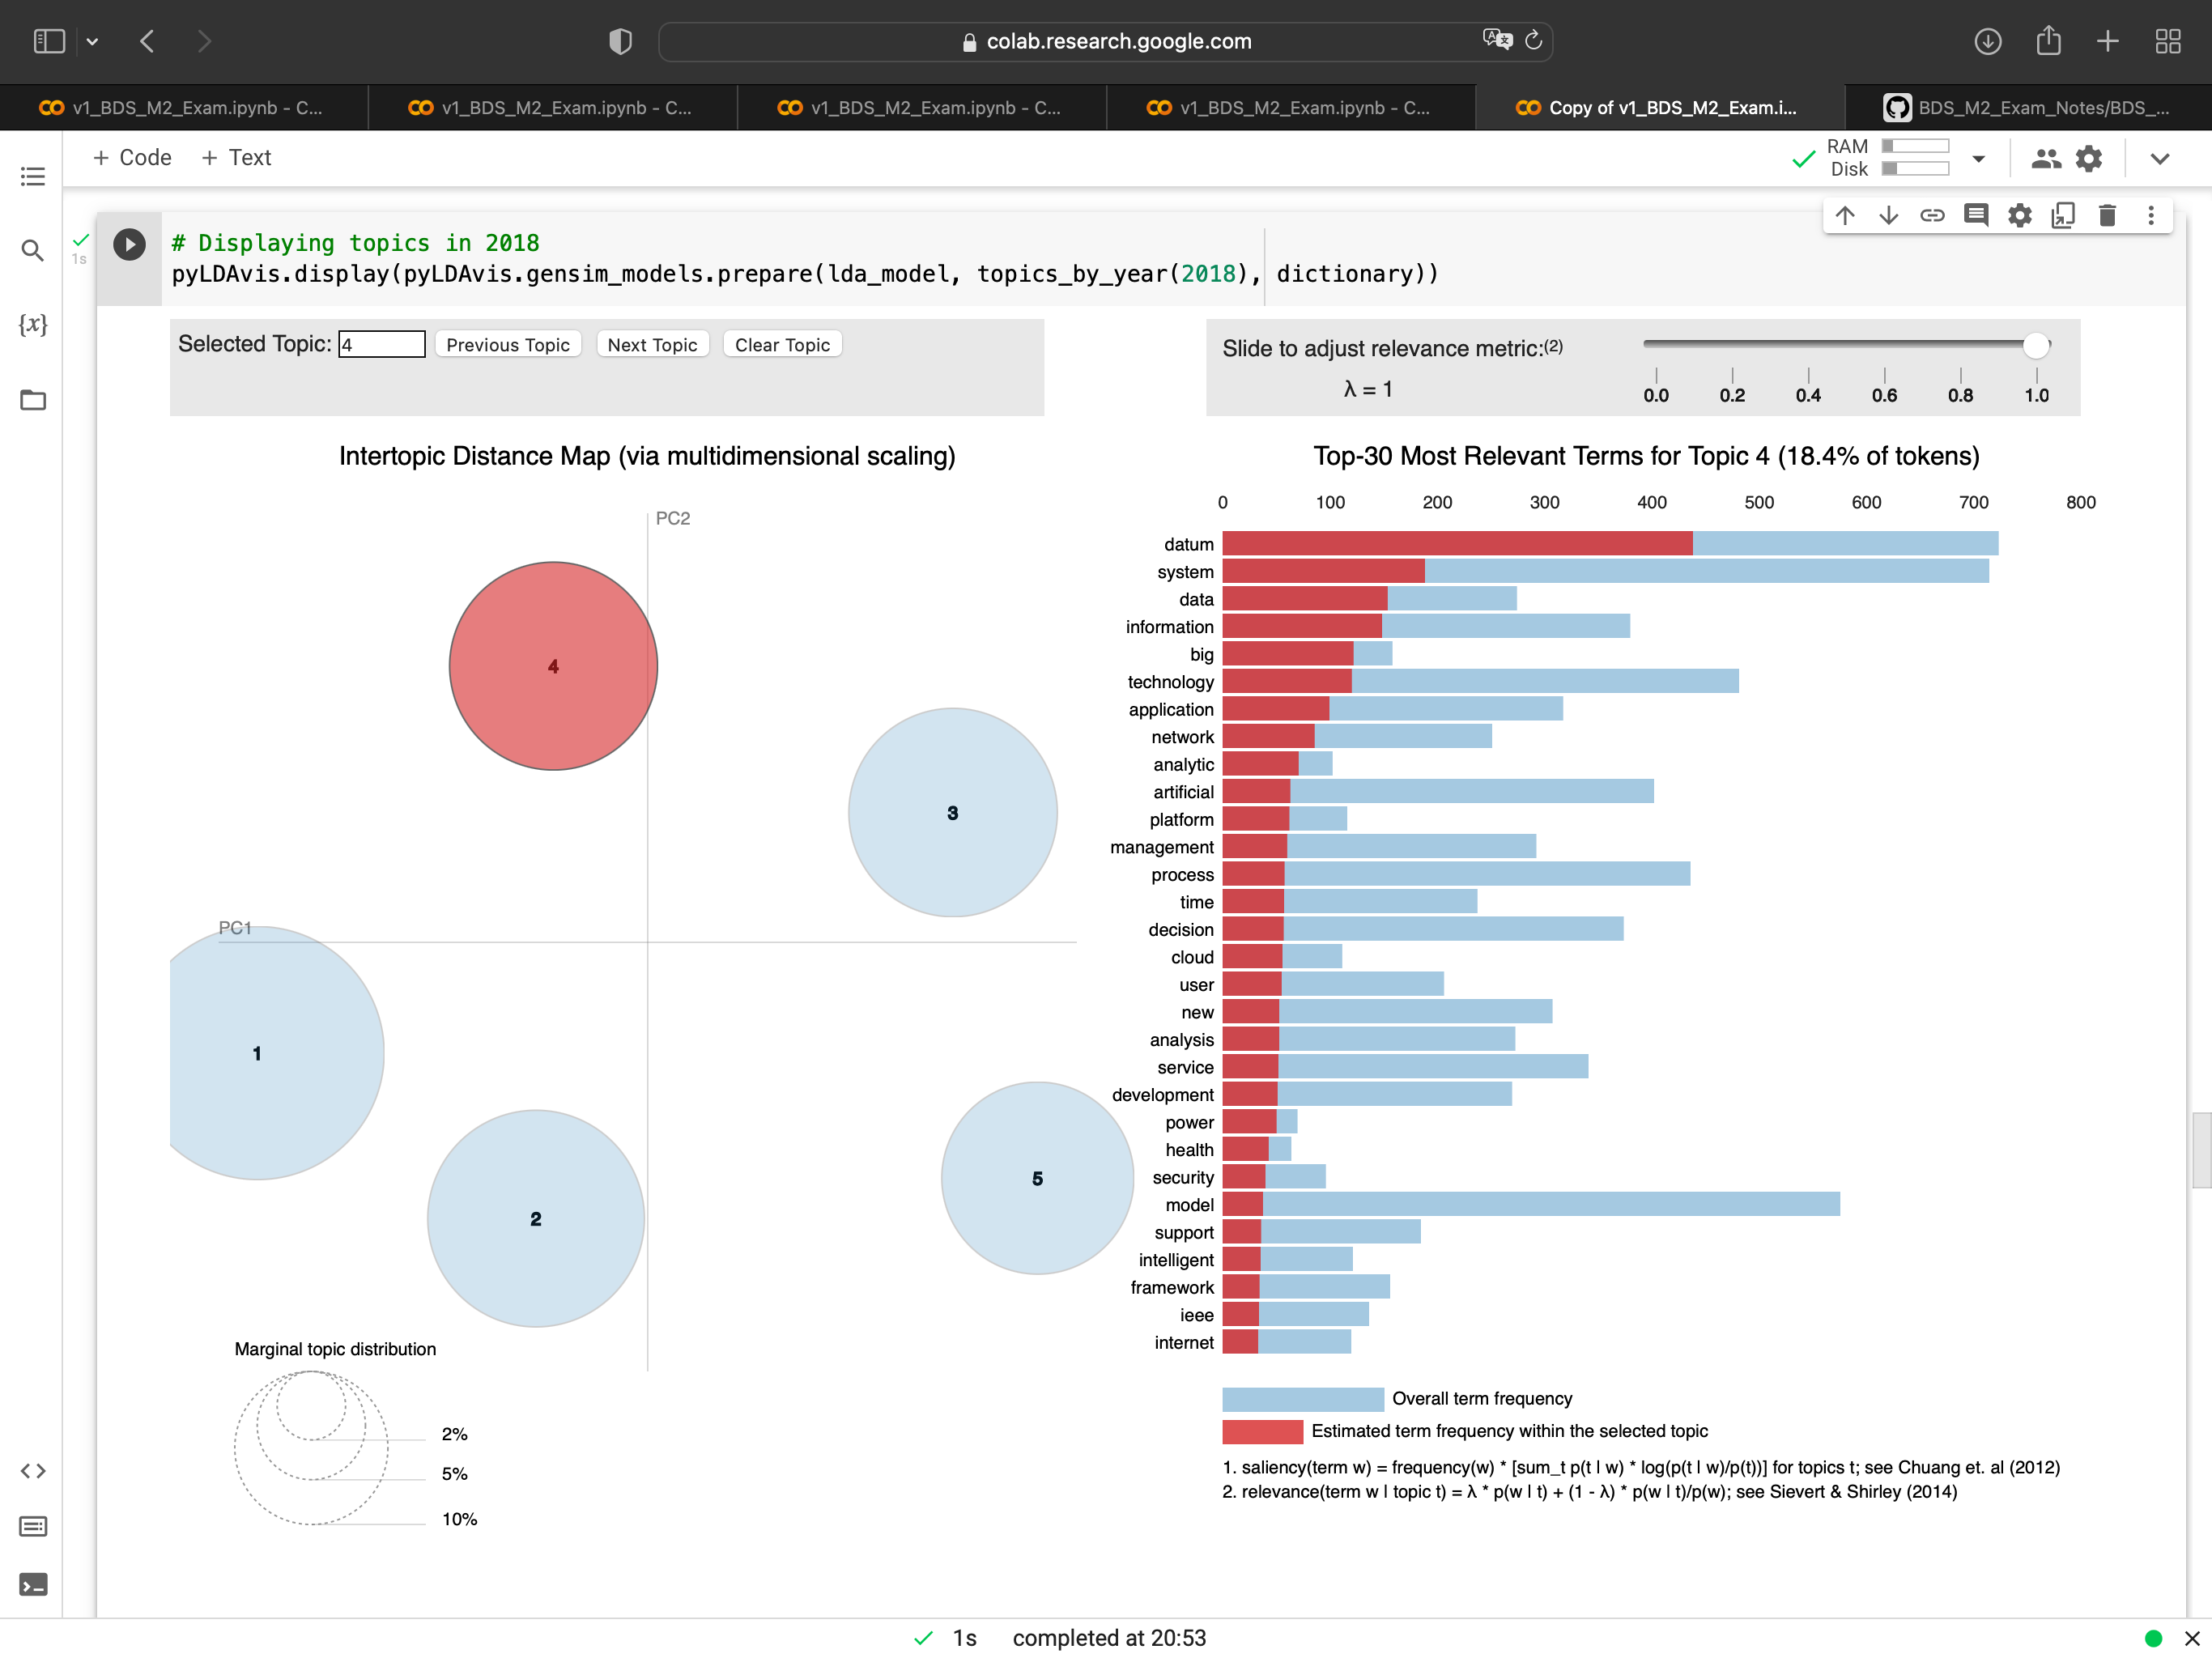 colab.research.google.com
v1_BDS_M2_Exam.ipynb - C...
v1_BDS_M2_Exam.ipynb - C...
v1_BDS_M2_Exam.ipynb - C...
v1_BDS_M2_Exam.ipynb - C...
Copy of v1_BDS_M2_Exam.i...
BDS_M2_Exam_Notes/BDS_...
+ Code + Text
RAM
Disk
1s
# Displaying topics in 2018
pyLDAvis.display(pyLDAvis.gensim_models.prepare(lda_model, topics_by_year(2018), dictionary))
{x}
Selected Topic: 4 Previous Topic Next Topic Clear Topic
Slide to adjust relevance metric:(2)
λ = 1
0.0 0.2 0.4 0.6 0.8 1.0
Intertopic Distance Map (via multidimensional scaling)
PC2
4
3
PC1
1
5
2
Marginal topic distribution
2%
5%
10%
Top-30 Most Relevant Terms for Topic 4 (18.4% of tokens)
0 100 200 300 400 500 600 700 800
datum
system
data
information
big
technology
application
network
analytic
artificial
platform
management
process
time
decision
cloud
user
new
analysis
service
development
power
health
security
model
support
intelligent
framework
ieee
internet
Overall term frequency
Estimated term frequency within the selected topic
1. saliency(term w) = frequency(w) * [sum_t p(t | w) * log(p(t | w)/p(t))] for topics t; see Chuang et. al (2012)
2. relevance(term w | topic t) = λ * p(w | t) + (1 - λ) * p(w | t)/p(w); see Sievert & Shirley (2014)
1s completed at 20:53